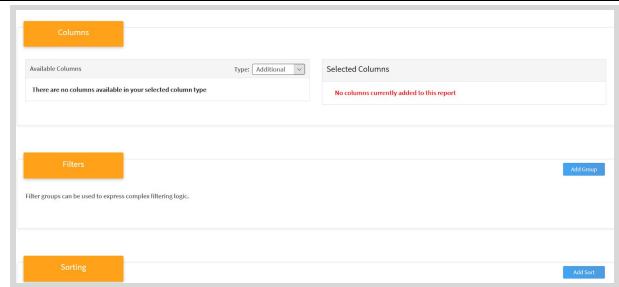 Columns
Available Columns Type: Additional
There are no columns available in your selected column type
Selected Columns
No columns currently added to this report
Filters
Add Group
Filter groups can be used to express complex filtering logic.
Sorting
Add Sort